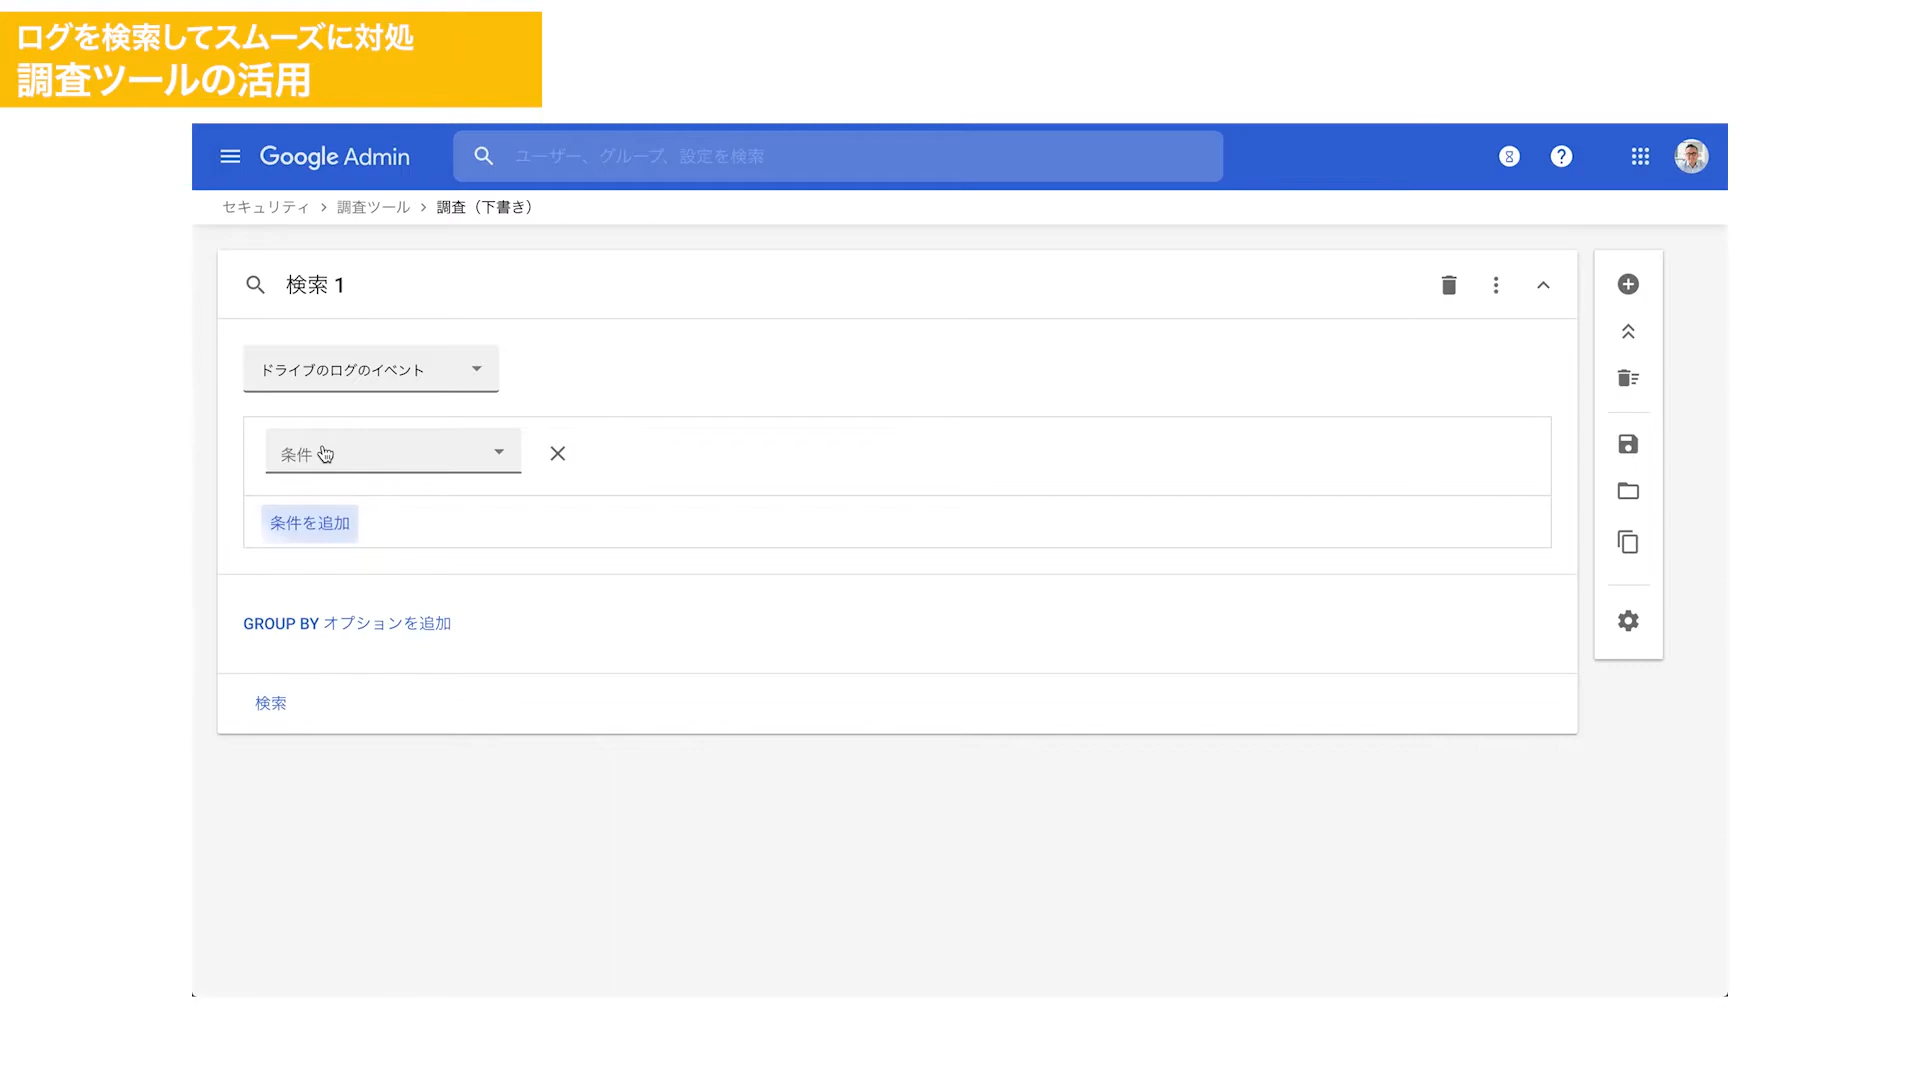 ログを検索してスムーズに対処
調査ツールの活用
Google Admin
ユーザー、グループ、設定を検索
セキュリティ > 調査ツール > 調査（下書き）
検索 1
ドライブのログのイベント
条件
条件を追加
GROUP BY オプションを追加
検索